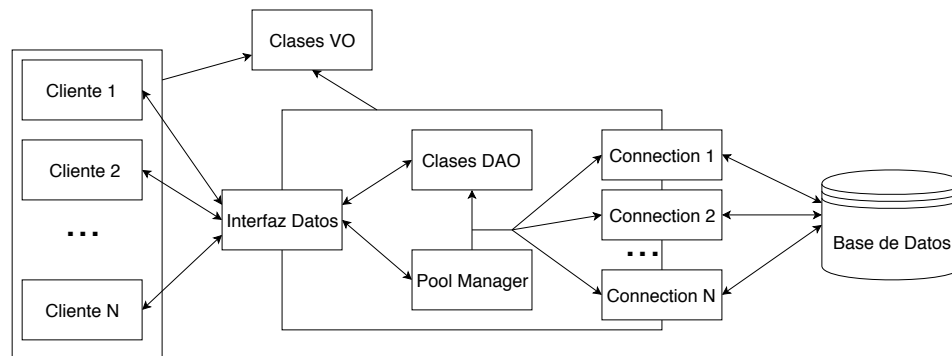 Clases VO
Cliente 1
Cliente 2
...
Cliente N
Interfaz Datos
Clases DAO
Pool Manager
Connection 1
Connection 2
...
Connection N
Base de Datos